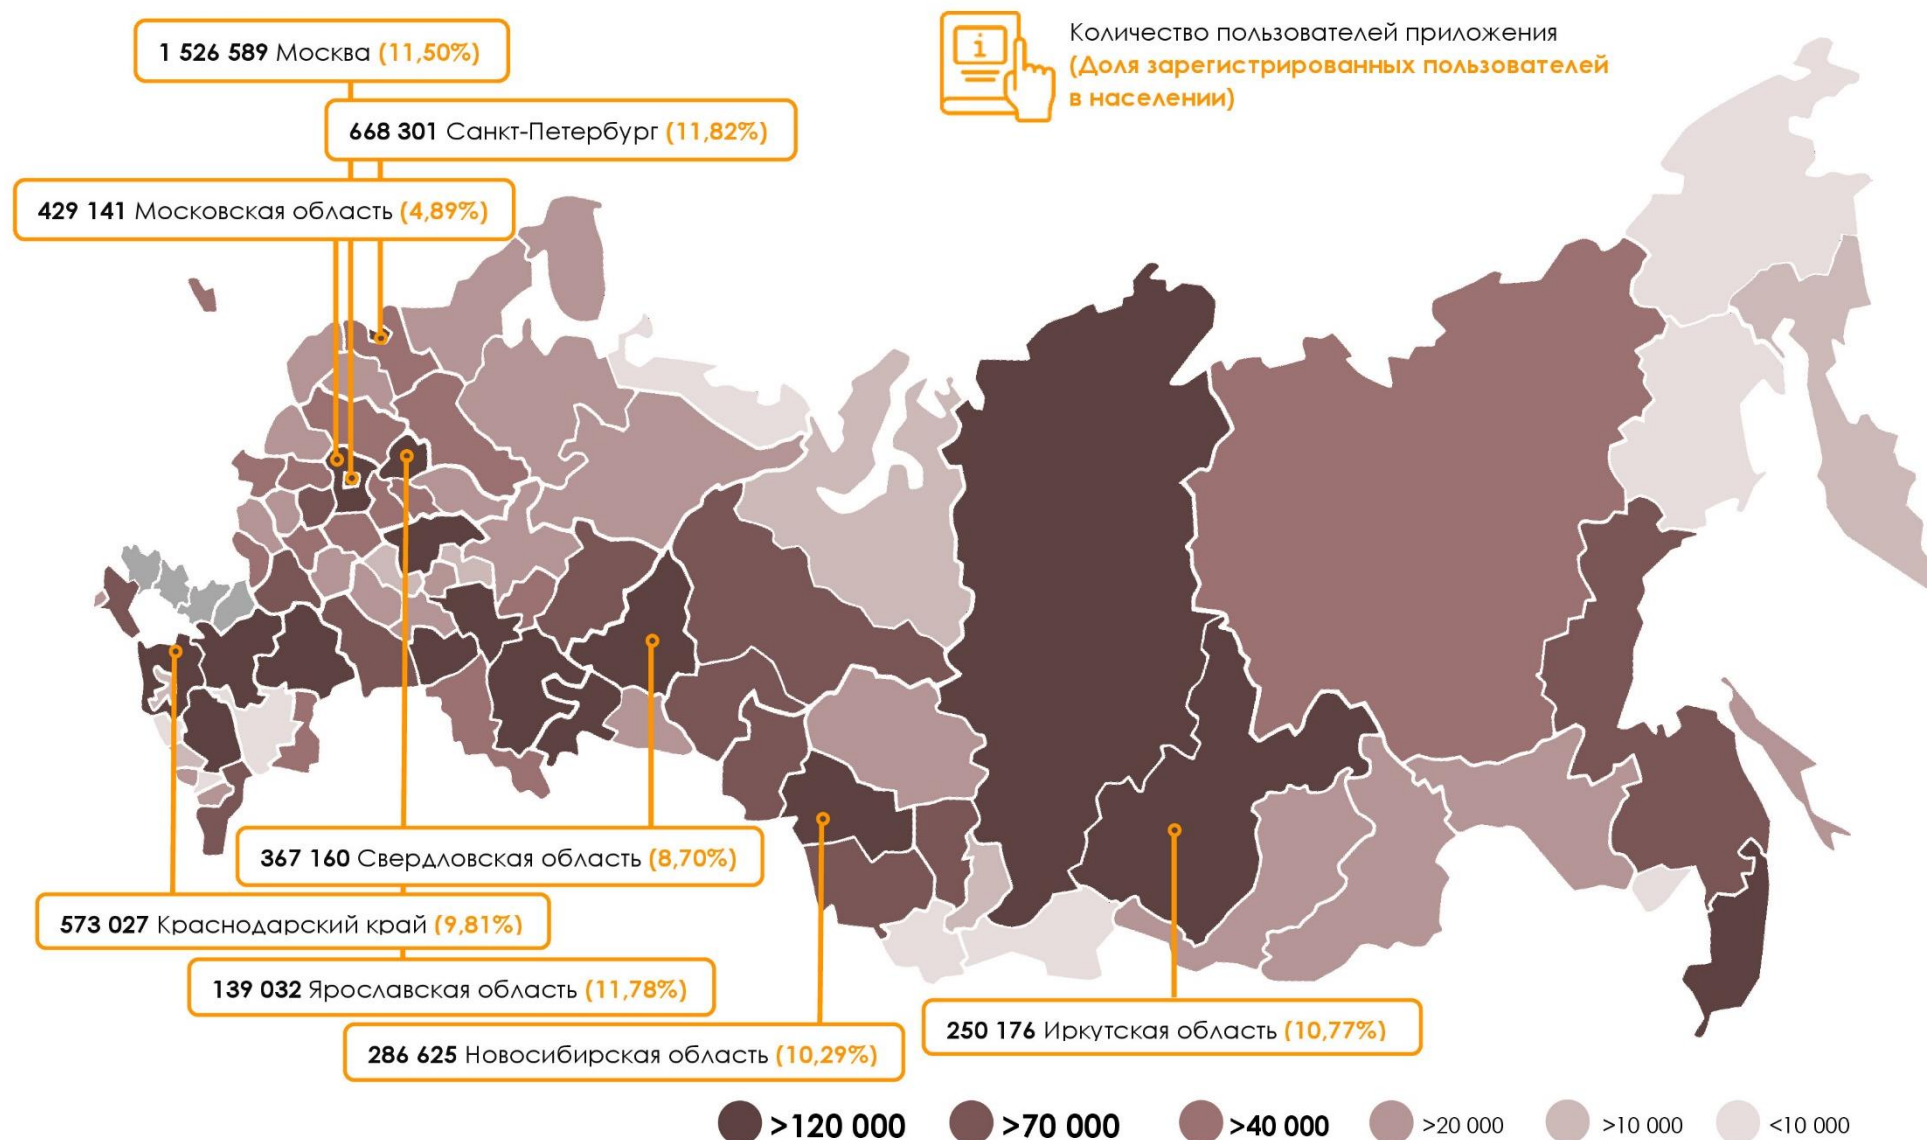 1 526 589 Москва (11,50%)
Количество пользователей приложения
(Доля зарегистрированных пользователей
в населении)
668 301 Санкт-Петербург (11,82%)
429 141 Московская область (4,89%)
367 160 Свердловская область (8,70%)
573 027 Краснодарский край (9,81%)
139 032 Ярославская область (11,78%)
286 625 Новосибирская область (10,29%)
250 176 Иркутская область (10,77%)
>120 000 >70 000 >40 000 >20 000 >10 000 <10 000